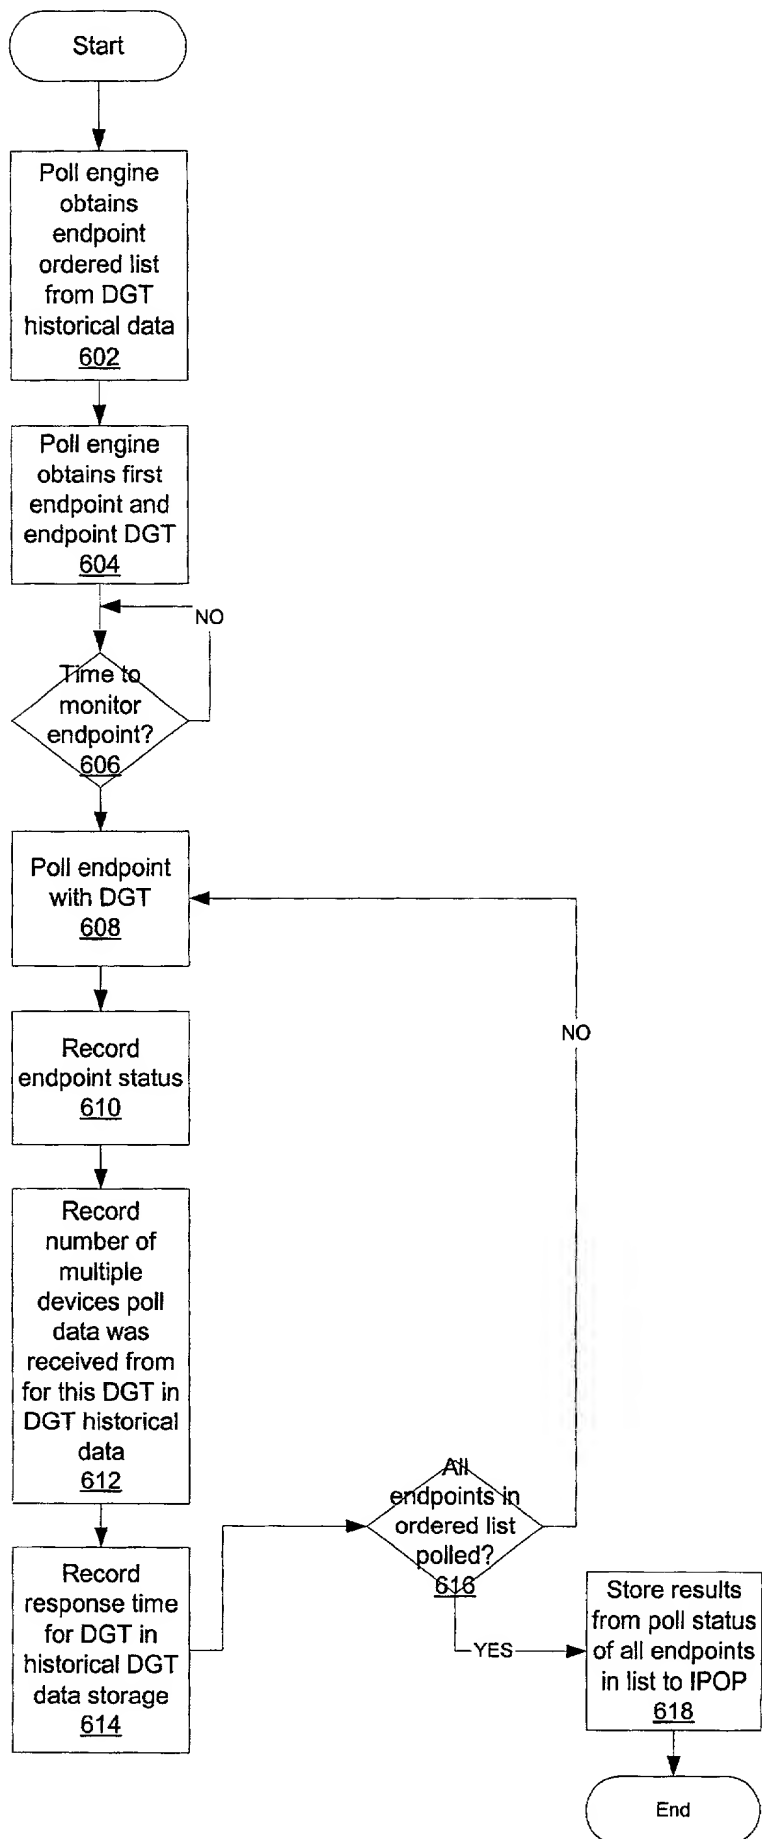 Start
Poll engine
obtains
endpoint
ordered list
from DGT
historical data
602
Poll engine
obtains first
endpoint and
endpoint DGT
604
NO
Time to
monitor
endpoint?
606
Poll endpoint
with DGT
608
NO
Record
endpoint status
610
Record
number of
multiple
devices poll
data was
received from
for this DGT in
DGT historical
data
612
All
endpoints in
ordered list
polled?
616
Record
response time
for DGT in
historical DGT
data storage
614
YES
Store results
from poll status
of all endpoints
in list to IPOP
618
End